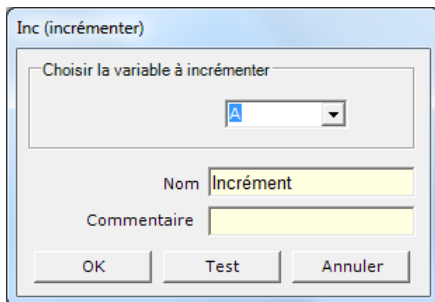 Inc (incrémenter)
Choisir la variable à incrémenter
A
Nom Incrément
Commentaire
OK Test Annuler